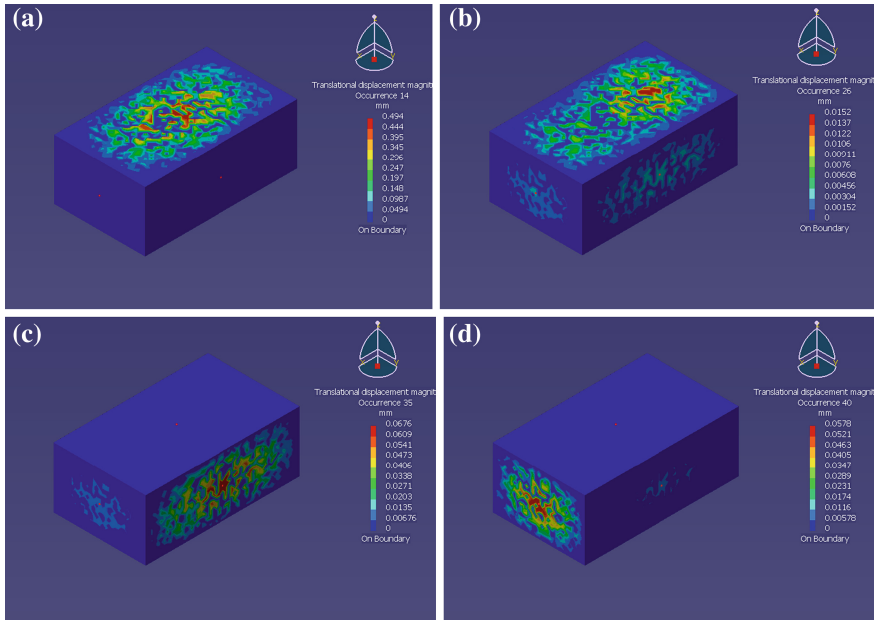 (a)
Translational displacement magnit
Occurrence 14
mm
0.494
0.444
0.395
0.345
0.296
0.247
0.197
0.148
0.0987
0.0494
0
On Boundary
(b)
Translational displacement magnit
Occurrence 26
mm
0.0152
0.0137
0.0122
0.0106
0.00911
0.0076
0.00608
0.00456
0.00304
0.00152
0
On Boundary
(c)
Translational displacement magnit
Occurrence 35
mm
0.0676
0.0609
0.0541
0.0473
0.0406
0.0338
0.0271
0.0203
0.0135
0.00676
0
On Boundary
(d)
Translational displacement magnit
Occurrence 40
mm
0.0578
0.0521
0.0463
0.0405
0.0347
0.0289
0.0231
0.0174
0.0116
0.00578
0
On Boundary